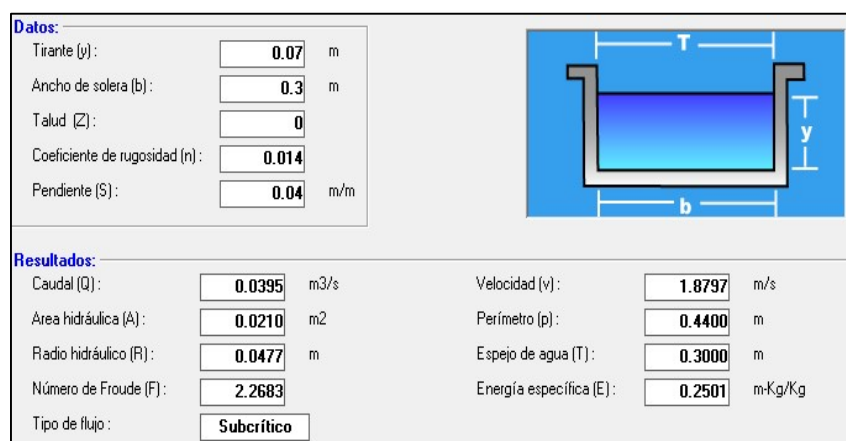 Datos:
Tirante (y) : 0.07 m
Ancho de solera (b) : 0.3 m
Talud (Z) : 0
Coeficiente de rugosidad (n) : 0.014
Pendiente (S) : 0.04 m/m
T
y
b
Resultados:
Caudal (Q) : 0.0395 m3/s Velocidad (v) : 1.8797 m/s
Area hidráulica (A) : 0.0210 m2 Perímetro (p) : 0.4400 m
Radio hidráulico (R) : 0.0477 m Espejo de agua (T) : 0.3000 m
Número de Froude (F) : 2.2683 Energía específica (E) : 0.2501 m-Kg/Kg
Tipo de flujo : Subcrítico